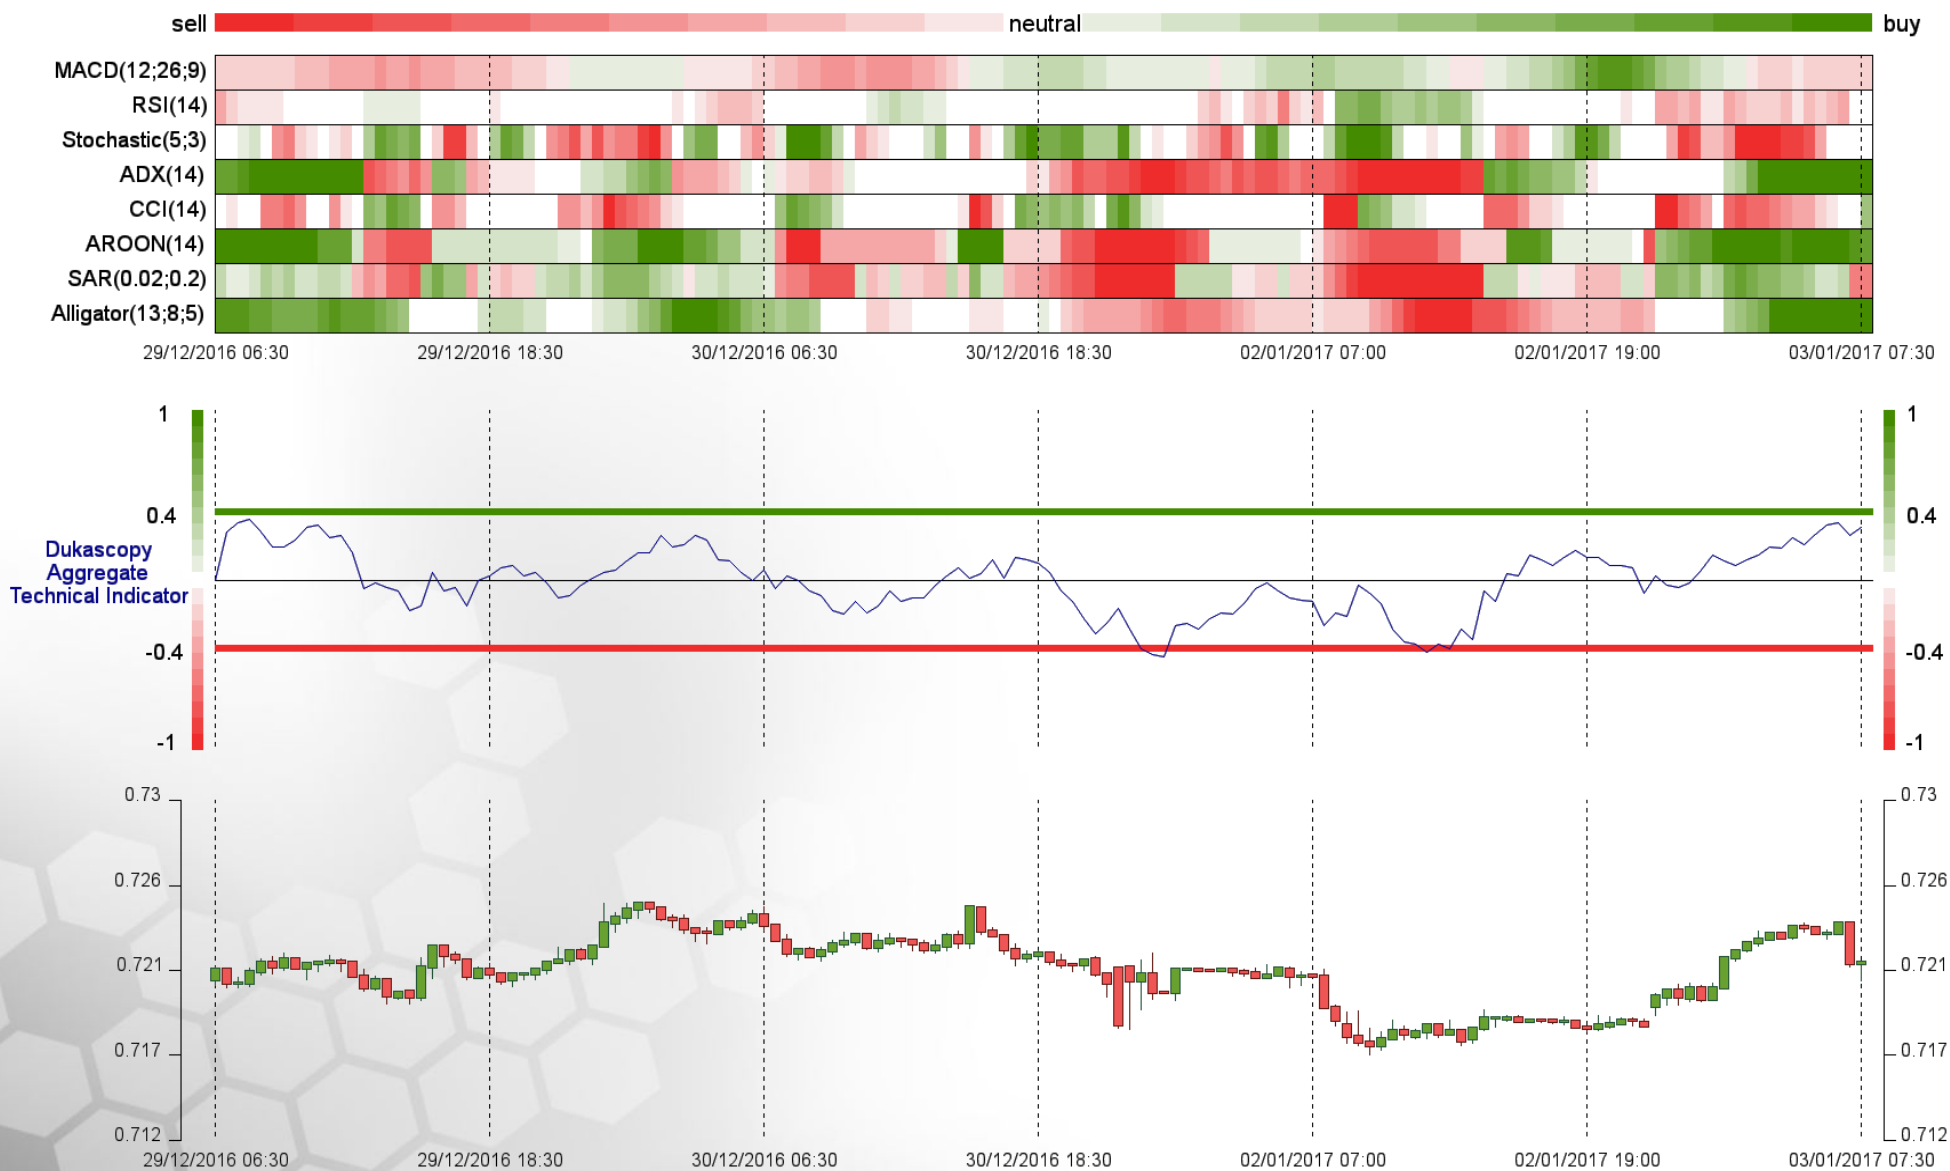 sell neutral buy
MACD(12;26;9)
RSI(14)
Stochastic(5;3)
ADX(14)
CCI(14)
AROON(14)
SAR(0.02;0.2)
Alligator(13;8;5)
29/12/2016 06:30 29/12/2016 18:30 30/12/2016 06:30 30/12/2016 18:30 02/01/2017 07:00 02/01/2017 19:00 03/01/2017 07:30
1 1
0.4 0.4
Dukascopy
Aggregate
Technical Indicator
-0.4 -0.4
-1 -1
0.73 0.73
0.726 0.726
0.721 0.721
0.717 0.717
0.712 0.712
29/12/2016 06:30 29/12/2016 18:30 30/12/2016 06:30 30/12/2016 18:30 02/01/2017 07:00 02/01/2017 19:00 03/01/2017 07:30